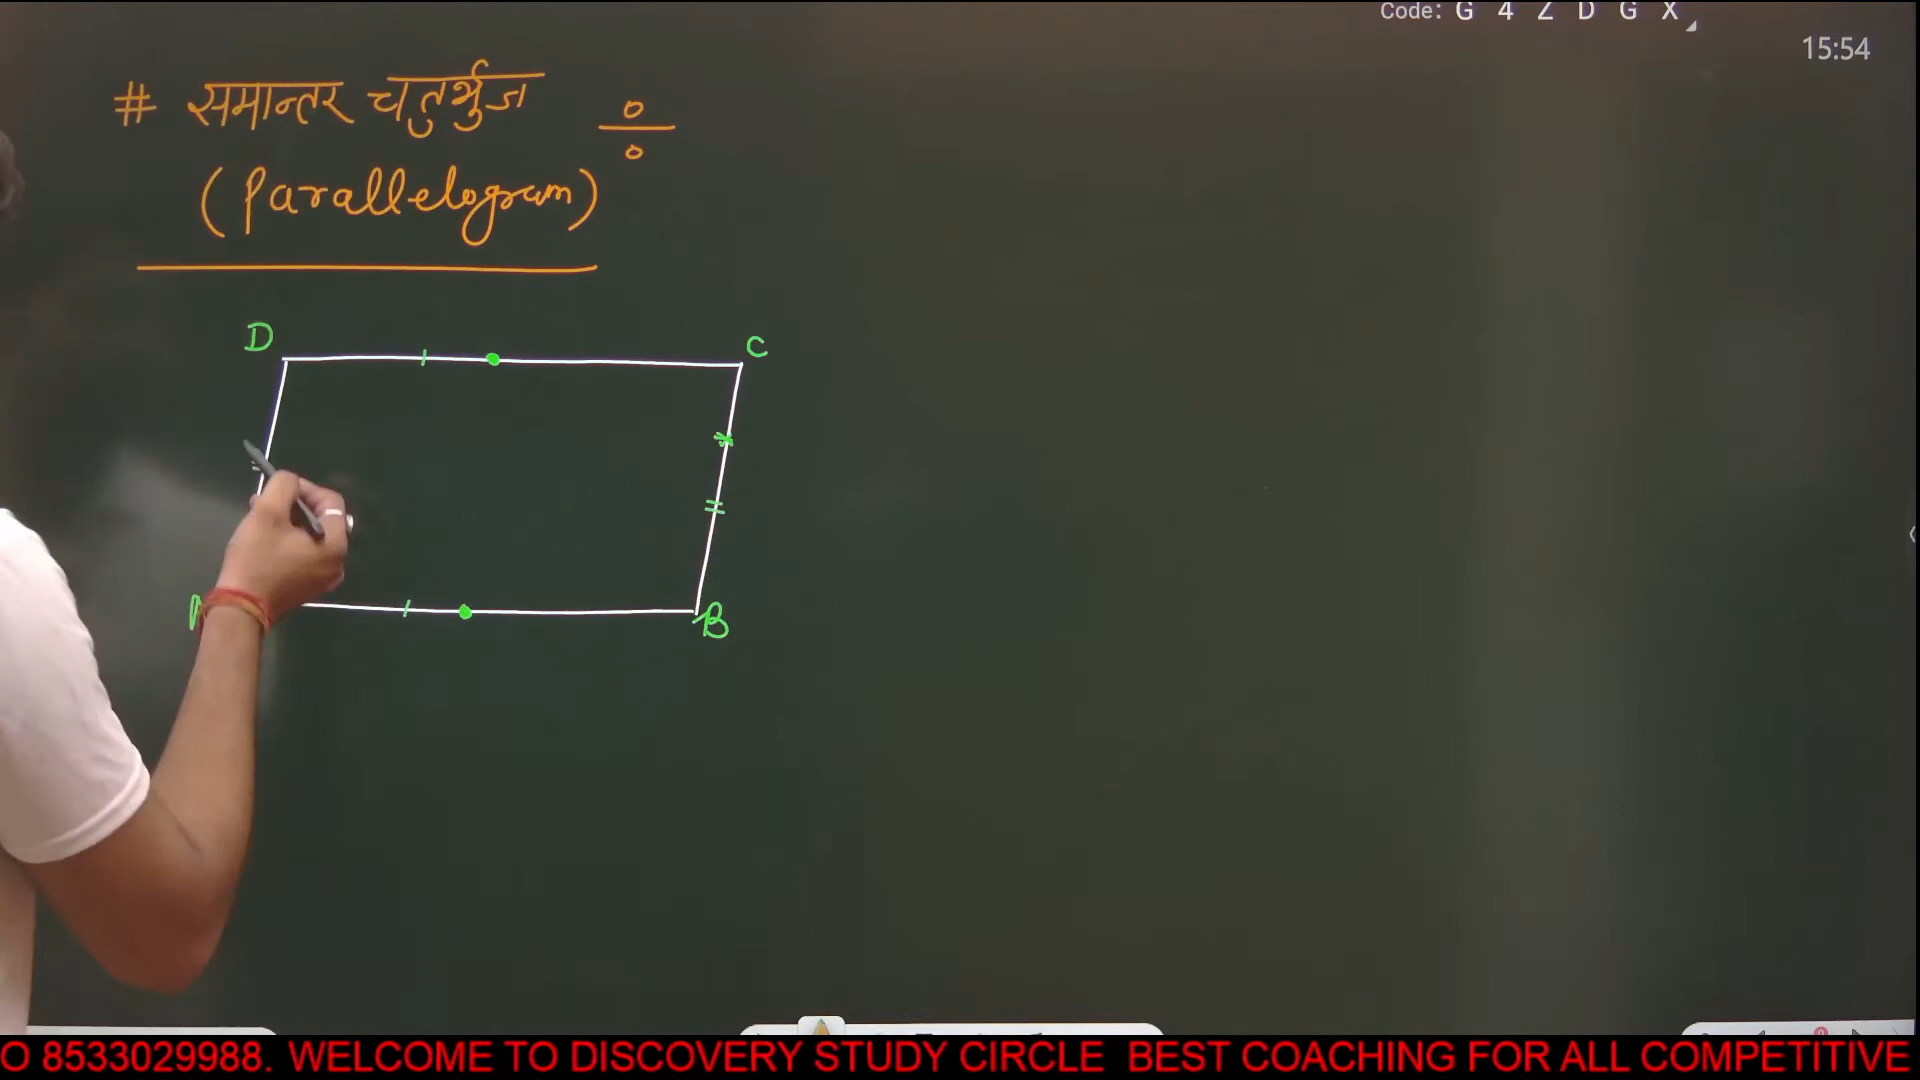 Code: G 4 Z D G X
15:54
# समान्तर चतुर्भुज ÷
(Parallelogram)
D C
B
O 8533029988. WELCOME TO DISCOVERY STUDY CIRCLE BEST COACHING FOR ALL COMPETITIVE